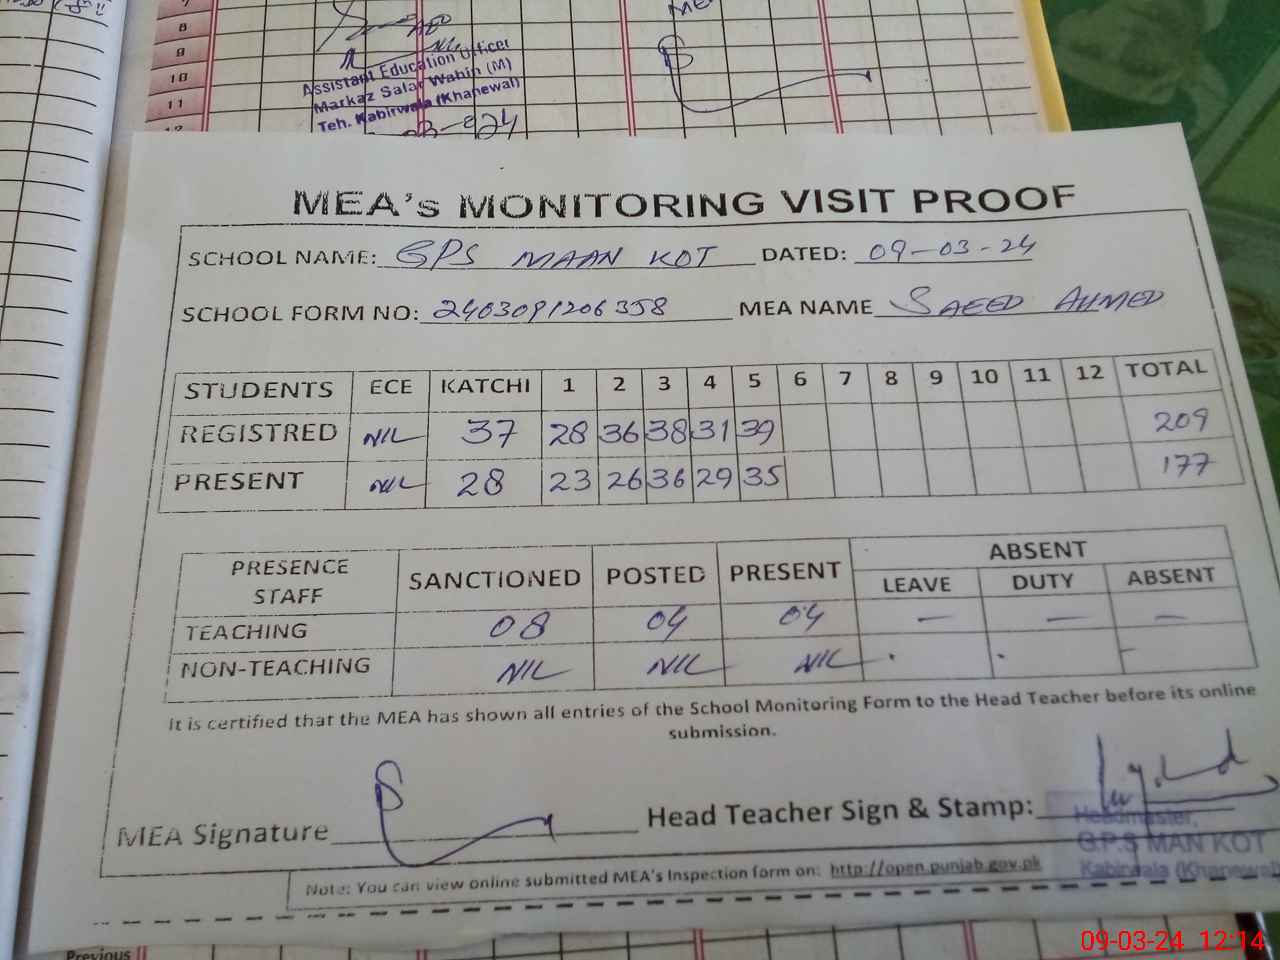 8
9
10
11
12
Assistant Education Officer
Markaz Salar Wahin (M)
Teh. Kabirwala (Khanewal)
MEA's MONITORING VISIT PROOF
SCHOOL NAME: GPS MAAN KOT DATED: 09-03-24
SCHOOL FORM NO: 2403091206358 MEA NAME SAEED AHMED
STUDENTS ECE KATCHI 1 2 3 4 5 6 7 8 9 10 11 12 TOTAL
REGISTRED NIL 37 28 36 38 31 39 209
PRESENT NIL 28 23 26 36 29 35 177
PRESENCE STAFF SANCTIONED POSTED PRESENT ABSENT
LEAVE DUTY ABSENT
TEACHING 08 04 04 — — —
NON-TEACHING NIL NIL NIL
It is certified that the MEA has shown all entries of the School Monitoring Form to the Head Teacher before its online
submission.
MEA Signature Head Teacher Sign & Stamp:
Headmaster,
G.P.S MAN KOT
Kabirwala (Khanewal)
Note: You can view online submitted MEA's Inspection form on: http://open.punjab.gov.pk
Previous
09-03-24 12:14